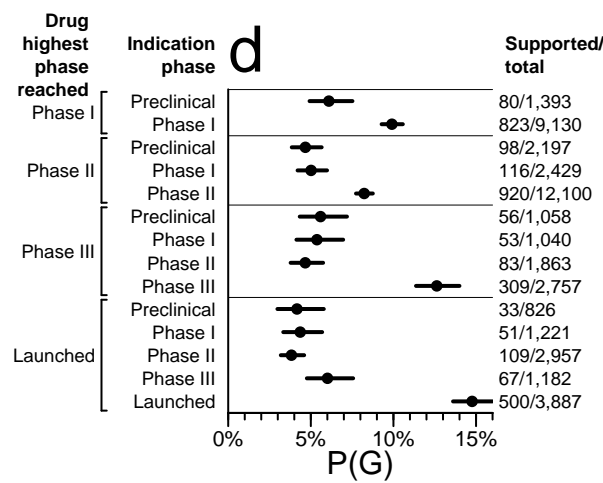 Drug highest phase reached
Indication phase
d
Supported/ total
Phase I
Preclinical 80/1,393
Phase I 823/9,130
Phase II
Preclinical 98/2,197
Phase I 116/2,429
Phase II 920/12,100
Phase III
Preclinical 56/1,058
Phase I 53/1,040
Phase II 83/1,863
Phase III 309/2,757
Launched
Preclinical 33/826
Phase I 51/1,221
Phase II 109/2,957
Phase III 67/1,182
Launched 500/3,887
0% 5% 10% 15%
P(G)